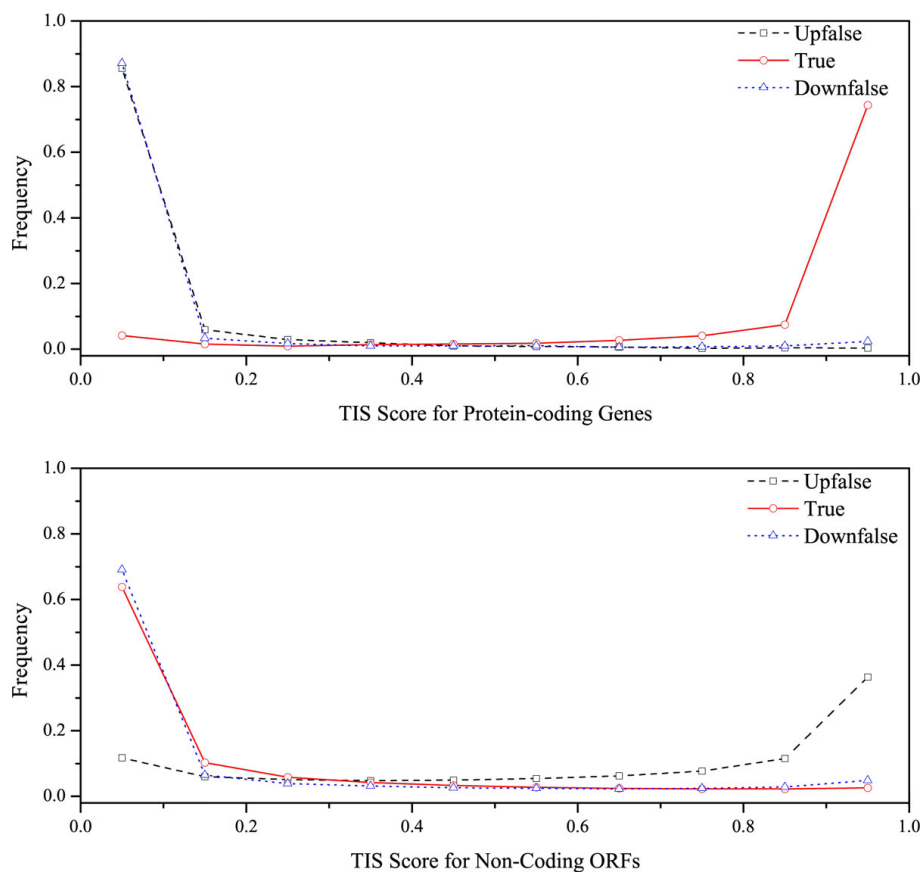 1.0
0.8
0.6
0.4
0.2
0.0
Frequency
Upfalse
True
Downfalse
0.0 0.2 0.4 0.6 0.8 1.0
TIS Score for Protein-coding Genes
1.0
0.8
0.6
0.4
0.2
0.0
Frequency
Upfalse
True
Downfalse
0.0 0.2 0.4 0.6 0.8 1.0
TIS Score for Non-Coding ORFs